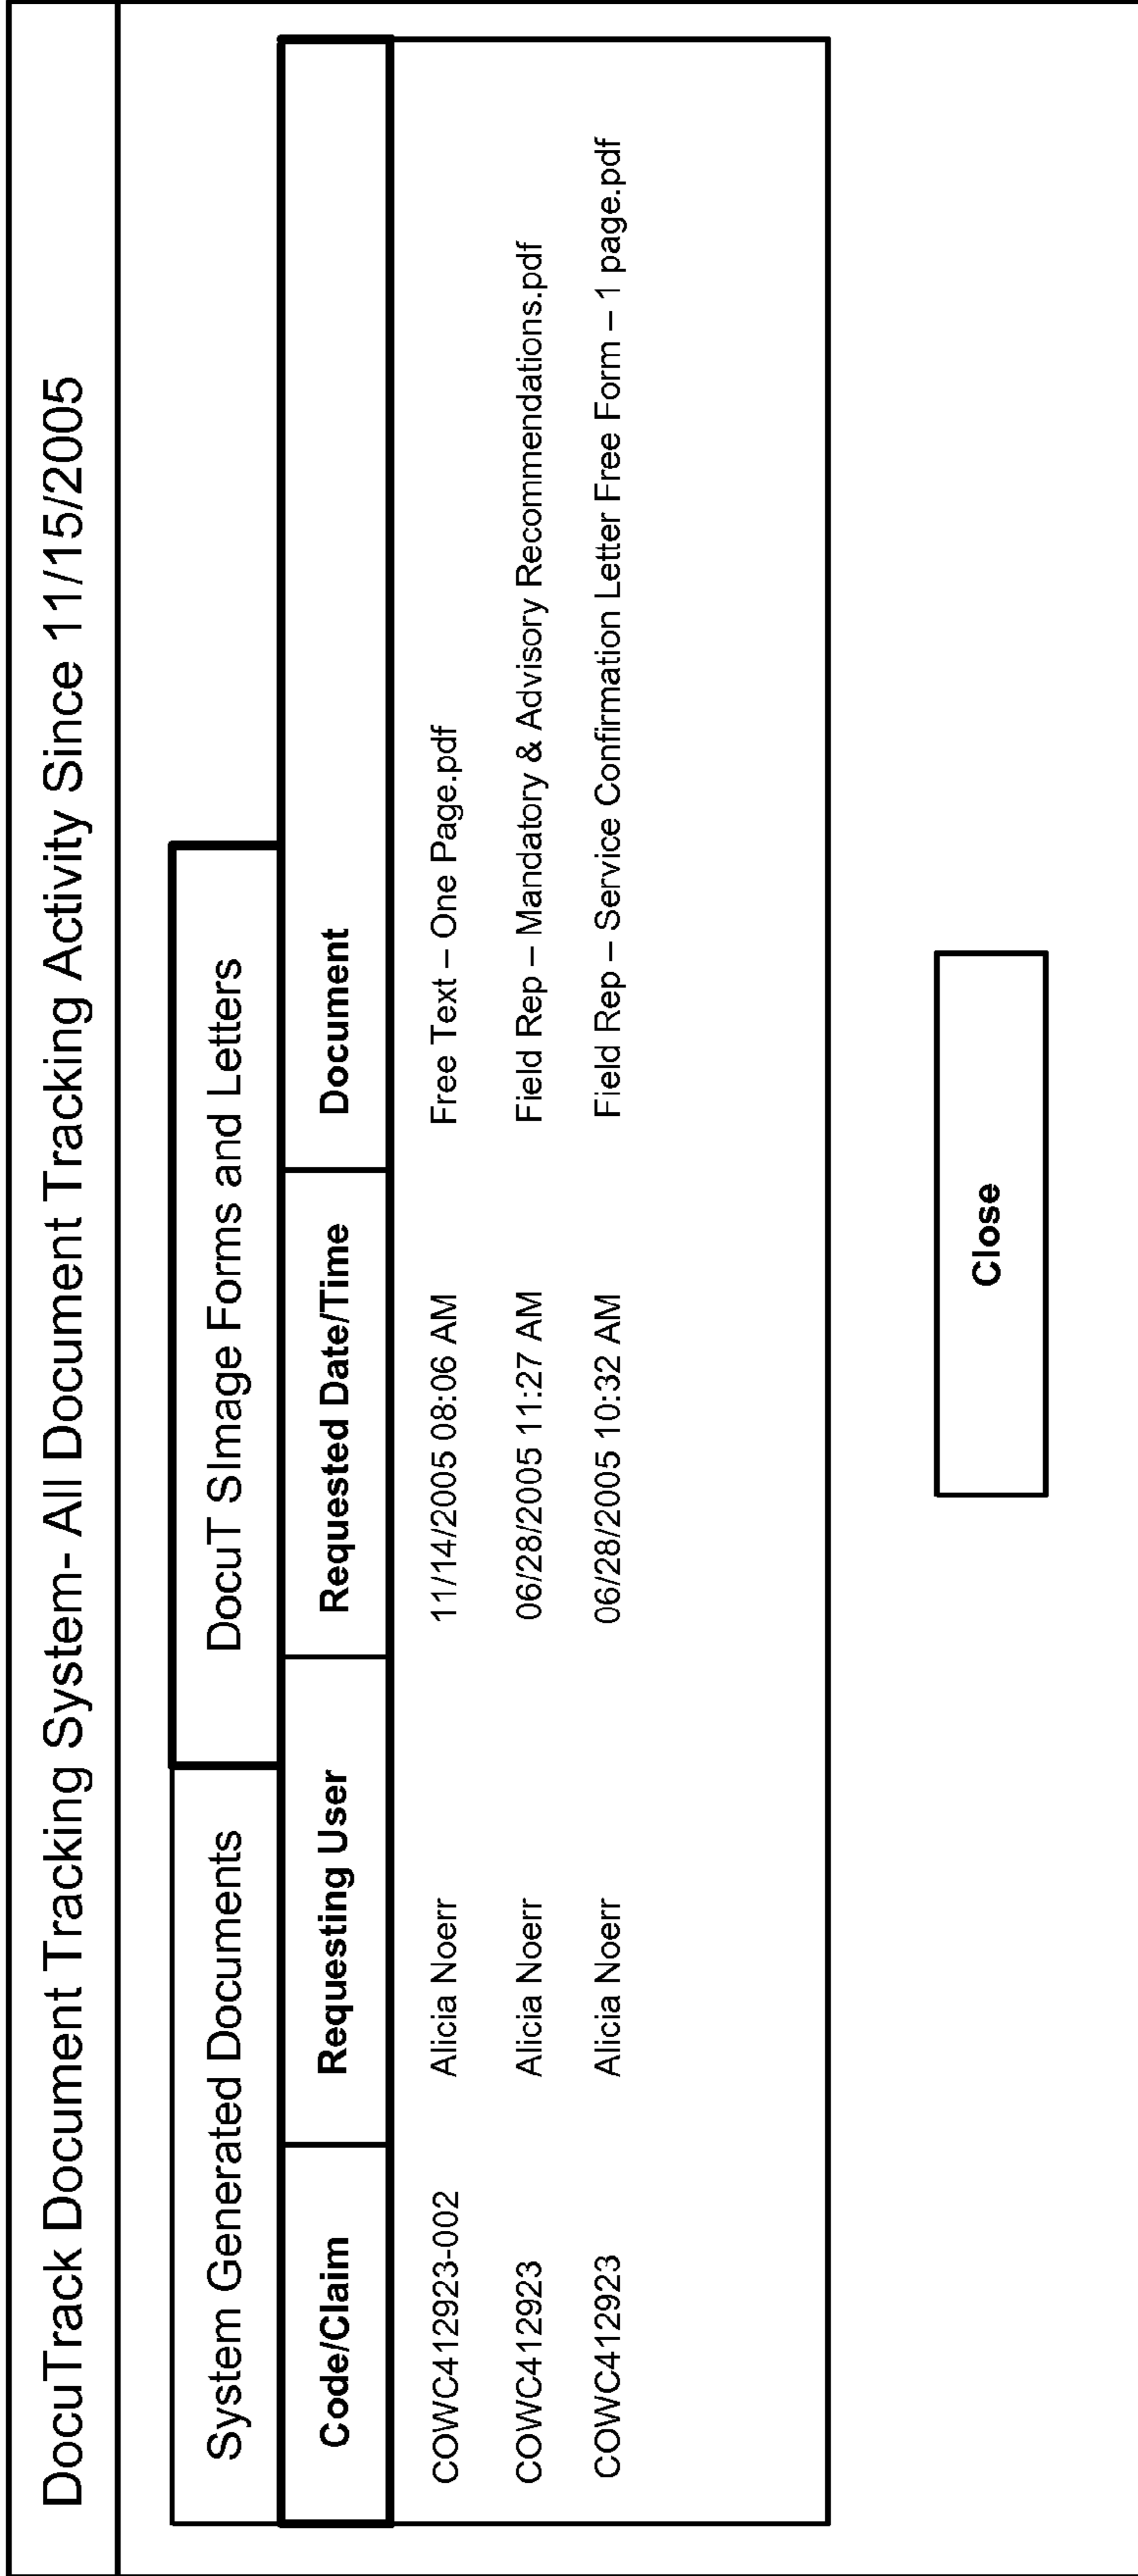 DocuTrack Document Tracking System- All Document Tracking Activity Since 11/15/2005
System Generated Documents DocuT SImage Forms and Letters
Code/Claim Requesting User Requested Date/Time Document
COWC412923-002 Alicia Noerr 11/14/2005 08:06 AM Free Text – One Page.pdf
COWC412923 Alicia Noerr 06/28/2005 11:27 AM Field Rep – Mandatory & Advisory Recommendations.pdf
COWC412923 Alicia Noerr 06/28/2005 10:32 AM Field Rep – Service Confirmation Letter Free Form – 1 page.pdf
Close